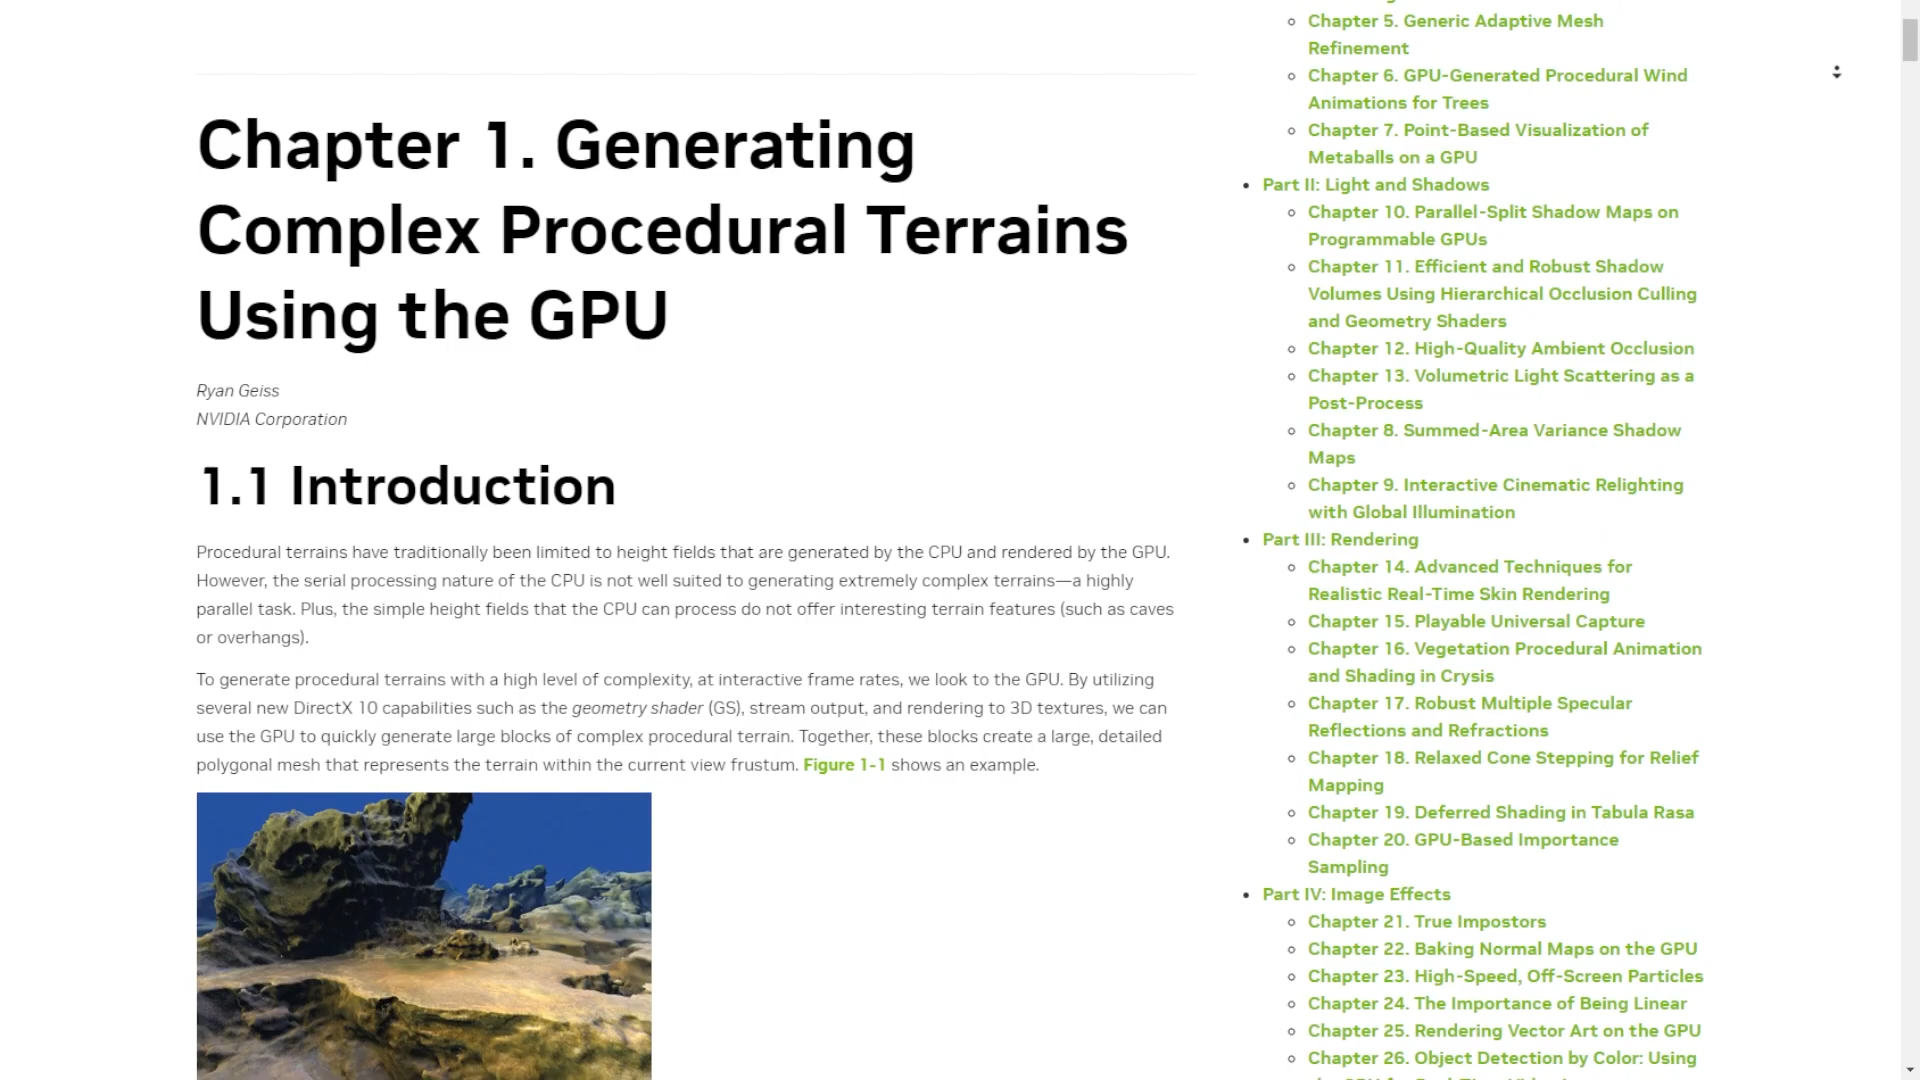 Chapter 1. Generating
Complex Procedural Terrains
Using the GPU
Ryan Geiss
NVIDIA Corporation
1.1 Introduction
Procedural terrains have traditionally been limited to height fields that are generated by the CPU and rendered by the GPU.
However, the serial processing nature of the CPU is not well suited to generating extremely complex terrains—a highly
parallel task. Plus, the simple height fields that the CPU can process do not offer interesting terrain features (such as caves
or overhangs).
To generate procedural terrains with a high level of complexity, at interactive frame rates, we look to the GPU. By utilizing
several new DirectX 10 capabilities such as the geometry shader (GS), stream output, and rendering to 3D textures, we can
use the GPU to quickly generate large blocks of complex procedural terrain. Together, these blocks create a large, detailed
polygonal mesh that represents the terrain within the current view frustum. Figure 1-1 shows an example.
Chapter 5. Generic Adaptive Mesh
Refinement
Chapter 6. GPU-Generated Procedural Wind
Animations for Trees
Chapter 7. Point-Based Visualization of
Metaballs on a GPU
Part II: Light and Shadows
Chapter 10. Parallel-Split Shadow Maps on
Programmable GPUs
Chapter 11. Efficient and Robust Shadow
Volumes Using Hierarchical Occlusion Culling
and Geometry Shaders
Chapter 12. High-Quality Ambient Occlusion
Chapter 13. Volumetric Light Scattering as a
Post-Process
Chapter 8. Summed-Area Variance Shadow
Maps
Chapter 9. Interactive Cinematic Relighting
with Global Illumination
Part III: Rendering
Chapter 14. Advanced Techniques for
Realistic Real-Time Skin Rendering
Chapter 15. Playable Universal Capture
Chapter 16. Vegetation Procedural Animation
and Shading in Crysis
Chapter 17. Robust Multiple Specular
Reflections and Refractions
Chapter 18. Relaxed Cone Stepping for Relief
Mapping
Chapter 19. Deferred Shading in Tabula Rasa
Chapter 20. GPU-Based Importance
Sampling
Part IV: Image Effects
Chapter 21. True Impostors
Chapter 22. Baking Normal Maps on the GPU
Chapter 23. High-Speed, Off-Screen Particles
Chapter 24. The Importance of Being Linear
Chapter 25. Rendering Vector Art on the GPU
Chapter 26. Object Detection by Color: Using